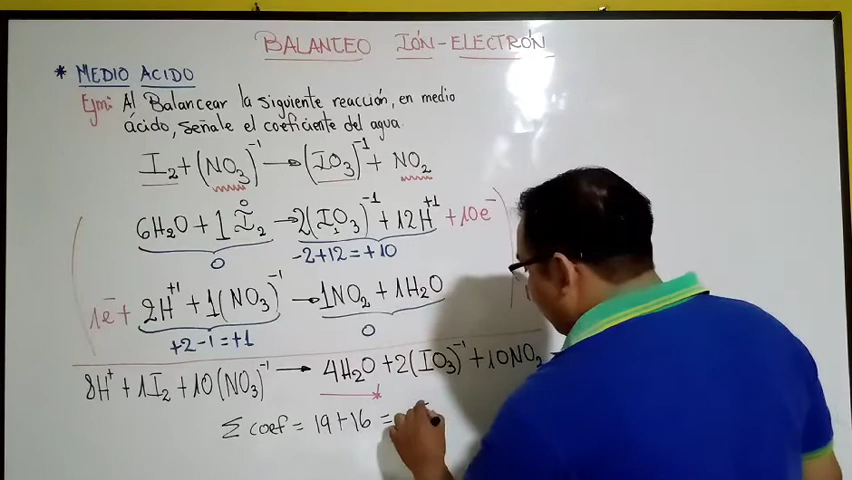 BALANCEO IÓN-ELECTRÓN
* MEDIO ACIDO
Ejm: Al Balancear la siguiente reacción, en medio
ácido, señale el coeficiente del agua.
I₂ + (NO₃)⁻¹ → (IO₃)⁻¹ + NO₂
6H₂O + 1I₂⁰ → 2(IO₃)⁻¹ + 12H⁺¹ + 10e⁻
0 -2+12=+10
1e⁻ + 2H⁺¹ + 1(NO₃)⁻¹ → 1NO₂ + 1H₂O
+2-1=+1 0
8H⁺ + 1I₂ + 10(NO₃)⁻¹ → 4H₂O + 2(IO₃)⁻¹ + 10NO₂
Σ coef = 19+16 =